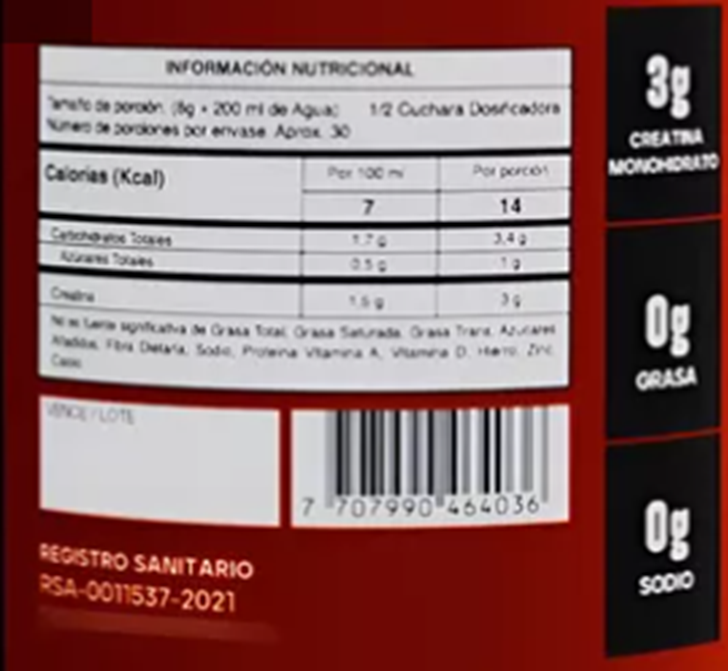 INFORMACIÓN NUTRICIONAL
Tamaño de porción: (8g + 200 ml de Agua) 1/2 Cuchara Dosificadora
Número de porciones por envase: Aprox. 30
Calorías (Kcal)
Por 100 ml Por porción
7 14
Carbohidratos Totales 1.7 g 3.4 g
Azúcares Totales 0.5 g 1 g
Creatina 1.5 g 3 g
No es fuente significativa de Grasa Total, Grasa Saturada, Grasa Trans, Azúcares
Añadidos, Fibra Dietaria, Sodio, Proteína Vitamina A, Vitamina D, Hierro, Zinc,
Calcio.
VENCE / LOTE
7 707990 464036
REGISTRO SANITARIO
RSA-0011537-2021
3g
CREATINA
MONOHIDRATO
0g
GRASA
0g
SODIO